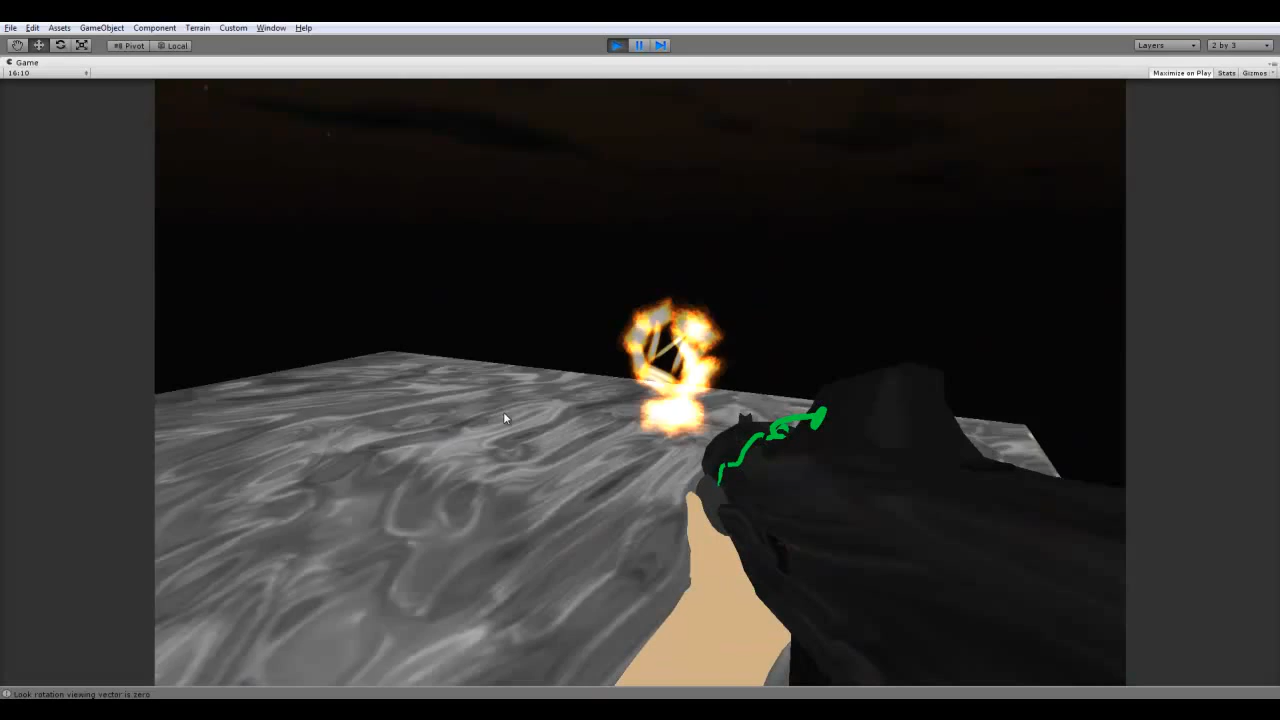 File Edit Assets GameObject Component Terrain Custom Window Help
Pivot Local Layers 2 by 3
Game
16:10 Maximize on Play Stats Gizmos
Look rotation viewing vector is zero